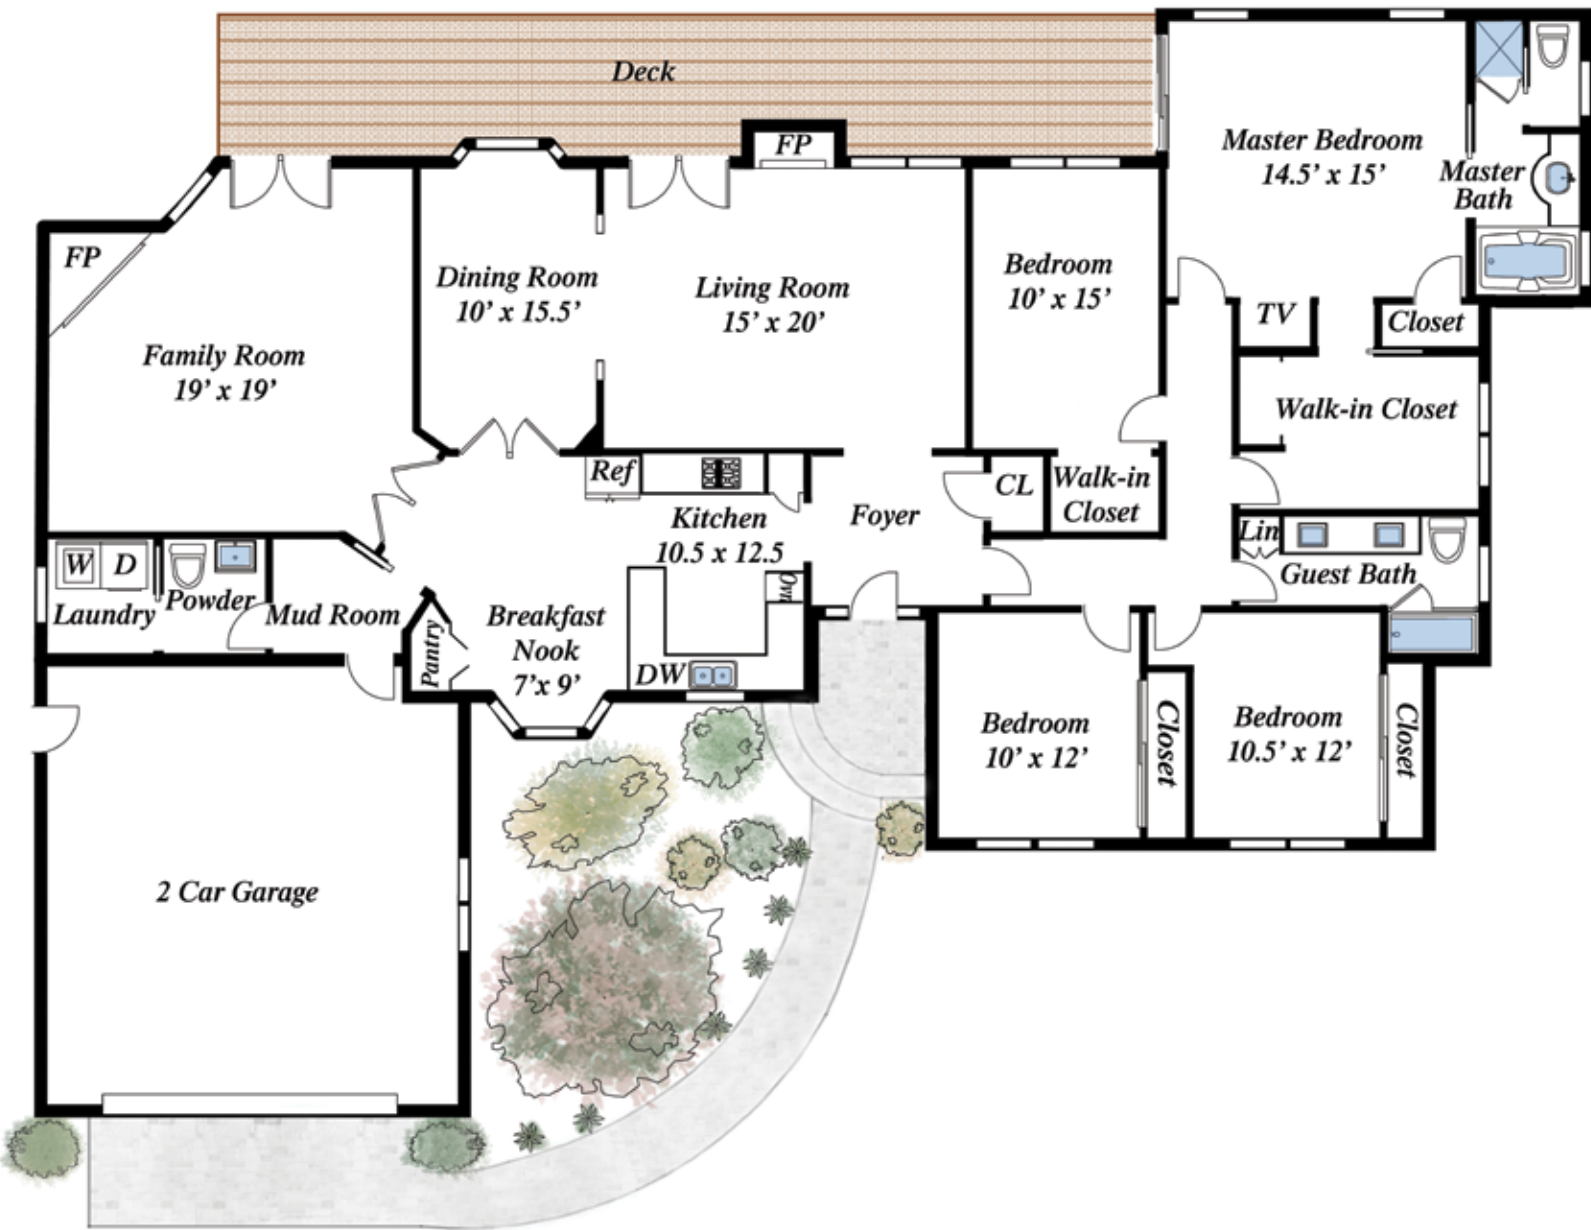 Deck
FP
Master Bedroom
14.5' x 15'
Master
Bath
FP
Dining Room
10' x 15.5'
Living Room
15' x 20'
Bedroom
10' x 15'
TV
Closet
Family Room
19' x 19'
Walk-in Closet
Ref
CL
Walk-in
Closet
Kitchen
10.5 x 12.5
Foyer
Lin
Guest Bath
W
D
Laundry
Powder
Mud Room
Pantry
Breakfast
Nook
7'x 9'
Ovn
DW
Bedroom
10' x 12'
Closet
Bedroom
10.5' x 12'
Closet
2 Car Garage